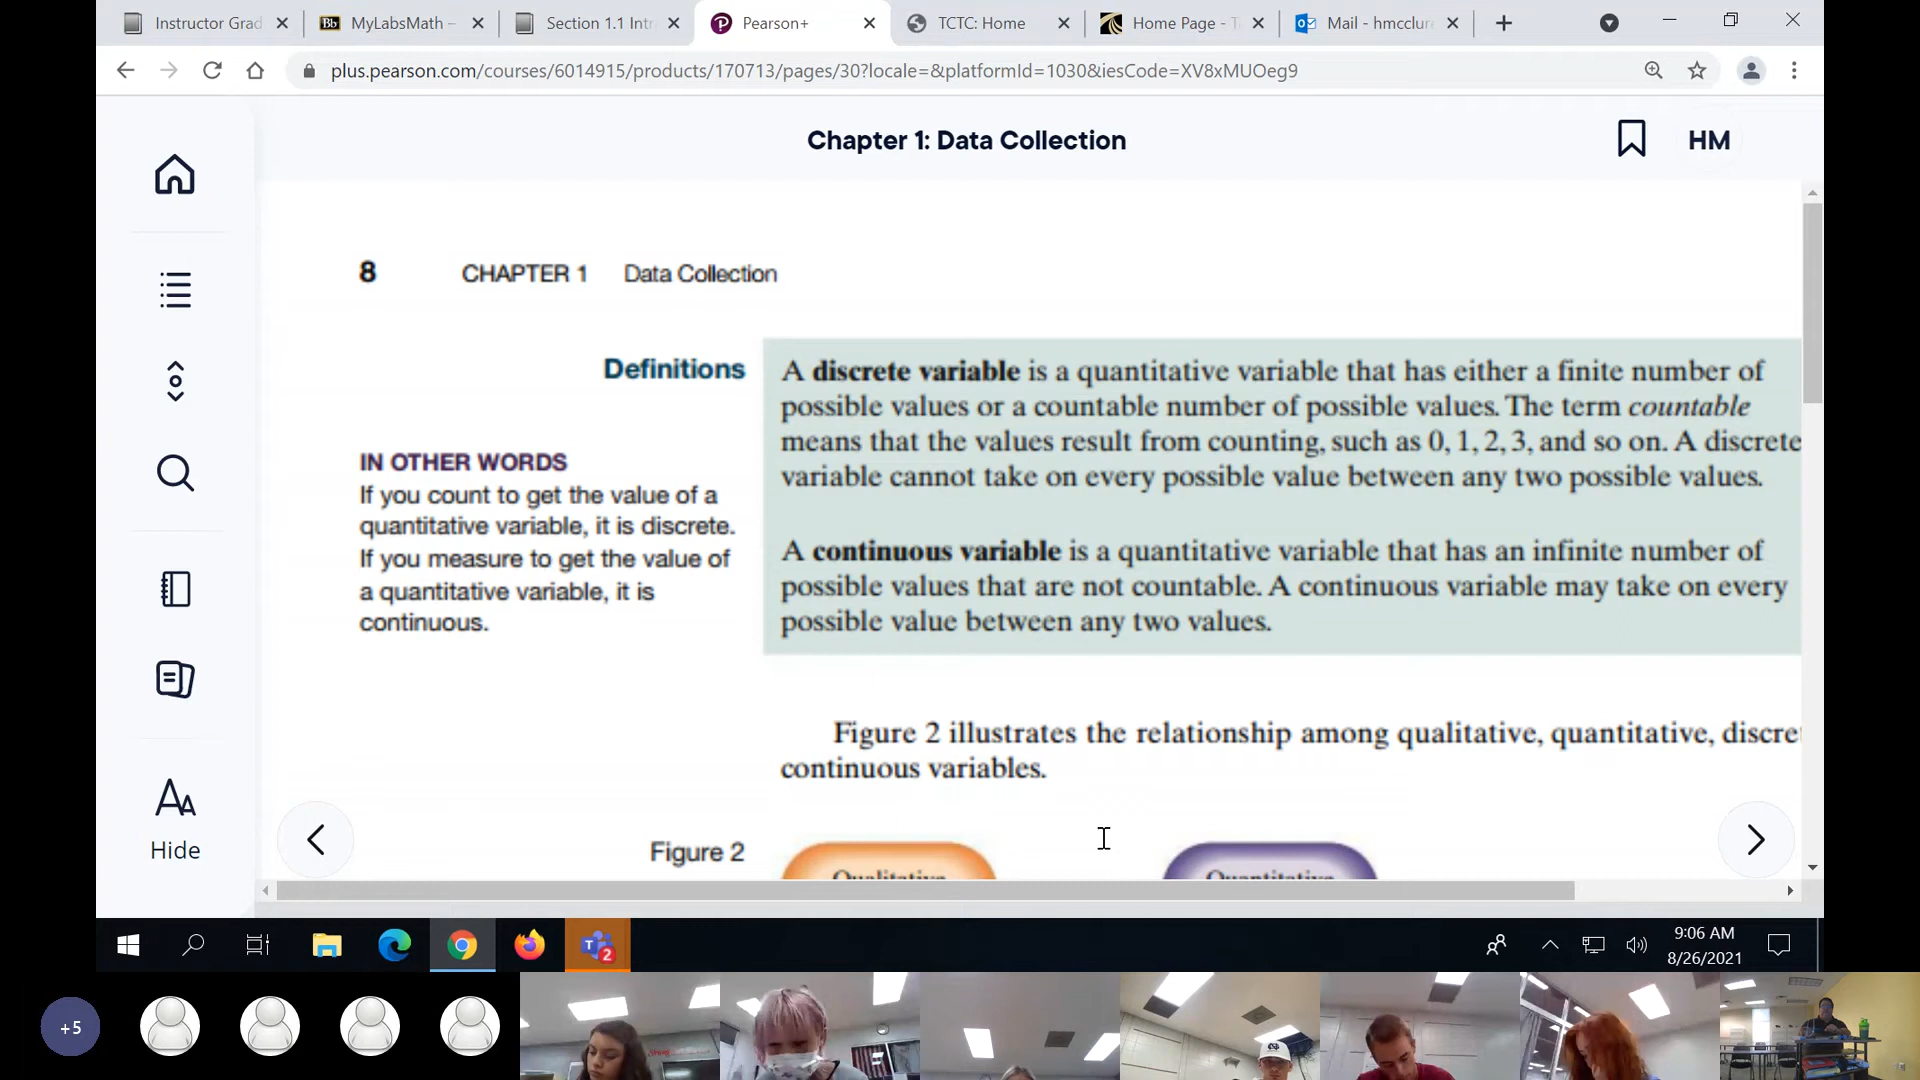 Instructor Grad
MyLabsMath –
Section 1.1 Intr
Pearson+
TCTC: Home
Home Page - T
Mail - hmcclure
plus.pearson.com/courses/6014915/products/170713/pages/30?locale=&platformId=1030&iesCode=XV8xMUOeg9
Chapter 1: Data Collection
HM
8 CHAPTER 1 Data Collection
Definitions
A discrete variable is a quantitative variable that has either a finite number of
possible values or a countable number of possible values. The term countable
means that the values result from counting, such as 0, 1, 2, 3, and so on. A discrete
variable cannot take on every possible value between any two possible values.
A continuous variable is a quantitative variable that has an infinite number of
possible values that are not countable. A continuous variable may take on every
possible value between any two values.
IN OTHER WORDS
If you count to get the value of a
quantitative variable, it is discrete.
If you measure to get the value of
a quantitative variable, it is
continuous.
Figure 2 illustrates the relationship among qualitative, quantitative, discre
continuous variables.
Figure 2
Qualitative
Quantitative
Hide
2
9:06 AM
8/26/2021
+5